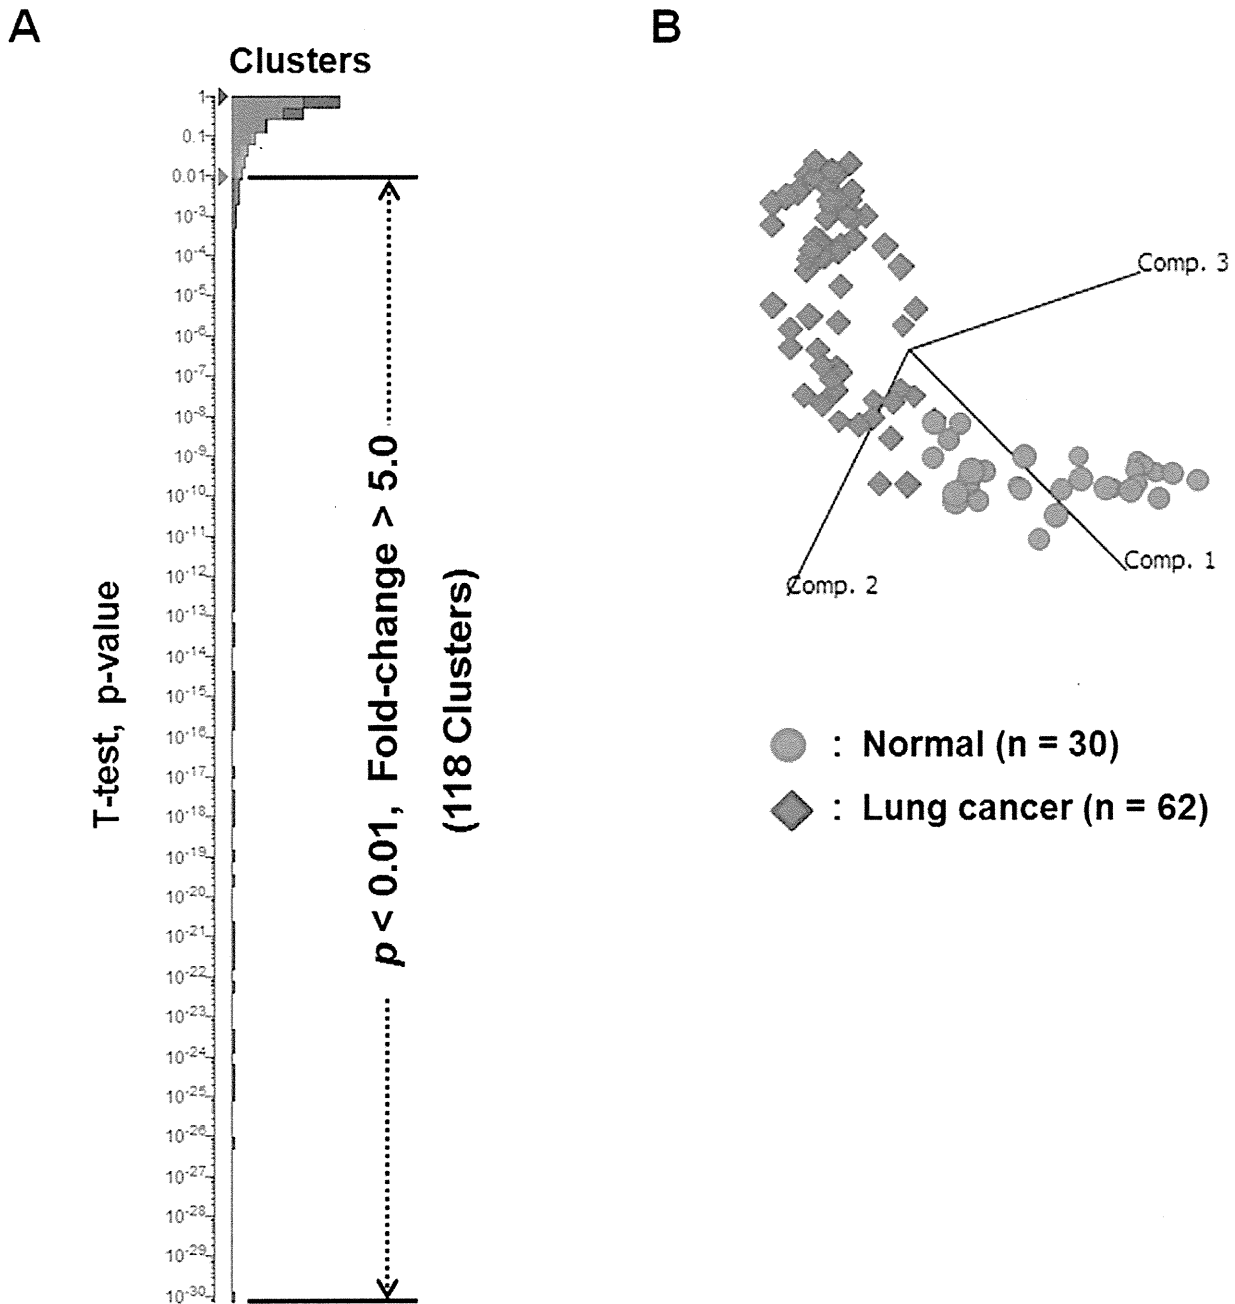 A
Clusters
1
0.1
0.01
10-3
10-4
10-5
10-6
10-7
10-8
10-9
10-10
10-11
10-12
10-13
10-14
10-15
10-16
10-17
10-18
10-19
10-20
10-21
10-22
10-23
10-24
10-25
10-26
10-27
10-28
10-29
10-30
T-test, p-value
p < 0.01, Fold-change > 5.0
(118 Clusters)
B
Comp. 3
Comp. 1
Comp. 2
: Normal (n = 30)
: Lung cancer (n = 62)